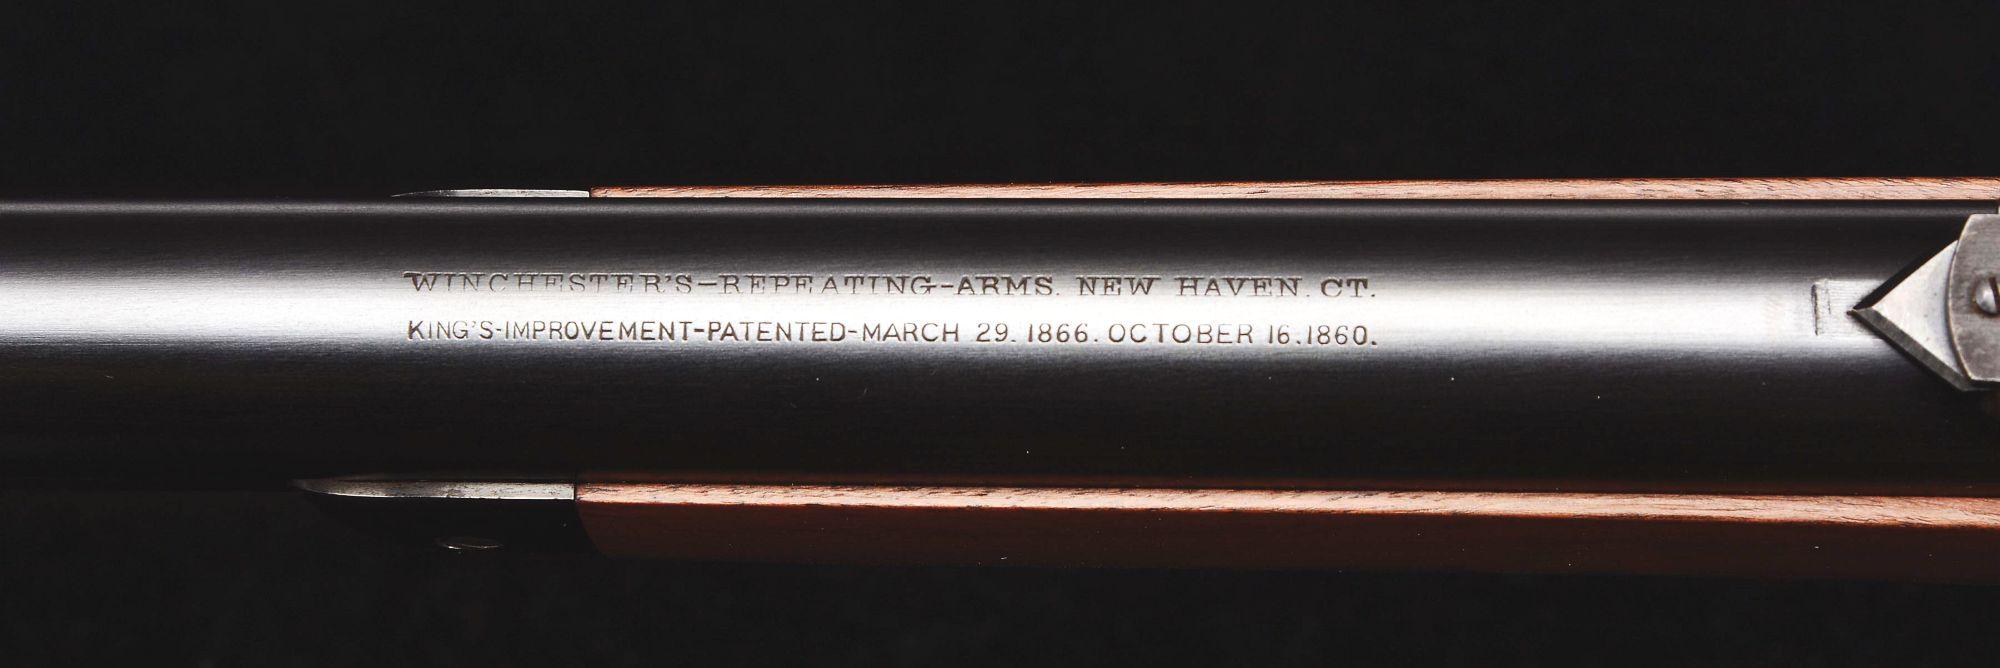 WINCHESTER'S-REPEATING-ARMS. NEW HAVEN. CT.
KING'S-IMPROVEMENT-PATENTED-MARCH 29. 1866. OCTOBER 16. 1860.